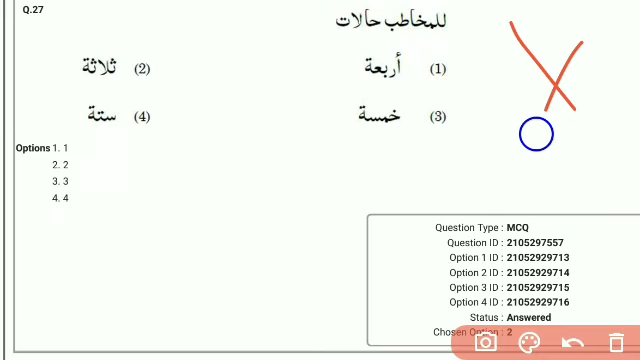 Q.27
للمخاطب حالات
(1) أربعة (2) ثلاثة
(3) خمسة (4) ستة
Options 1. 1
2. 2
3. 3
4. 4
Question Type : MCQ
Question ID : 2105297557
Option 1 ID : 21052929713
Option 2 ID : 21052929714
Option 3 ID : 21052929715
Option 4 ID : 21052929716
Status : Answered
Chosen Option : 2